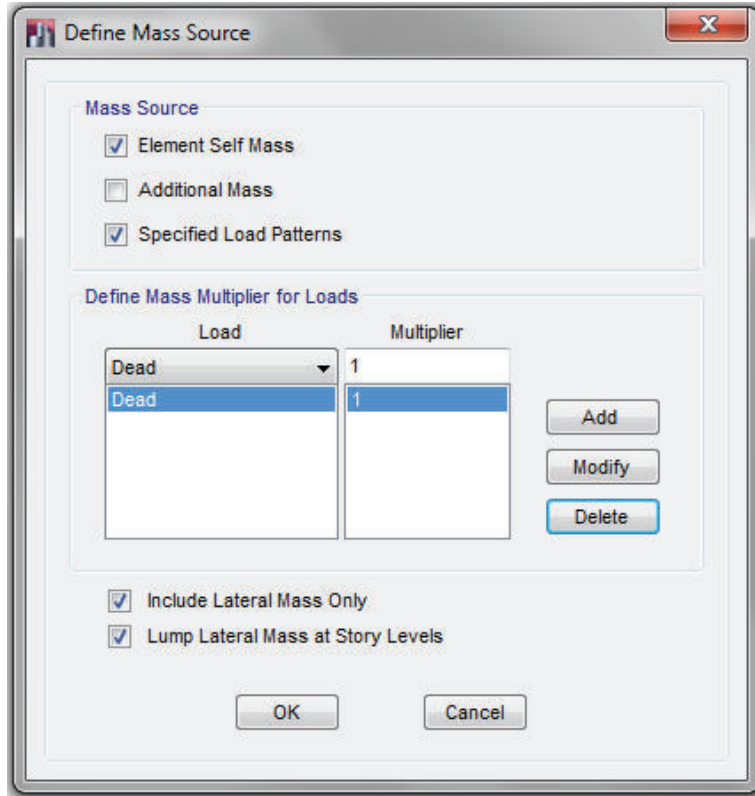 Define Mass Source
Mass Source
Element Self Mass
Additional Mass
Specified Load Patterns
Define Mass Multiplier for Loads
Load Multiplier
Dead 1
Dead 1
Add
Modify
Delete
Include Lateral Mass Only
Lump Lateral Mass at Story Levels
OK Cancel